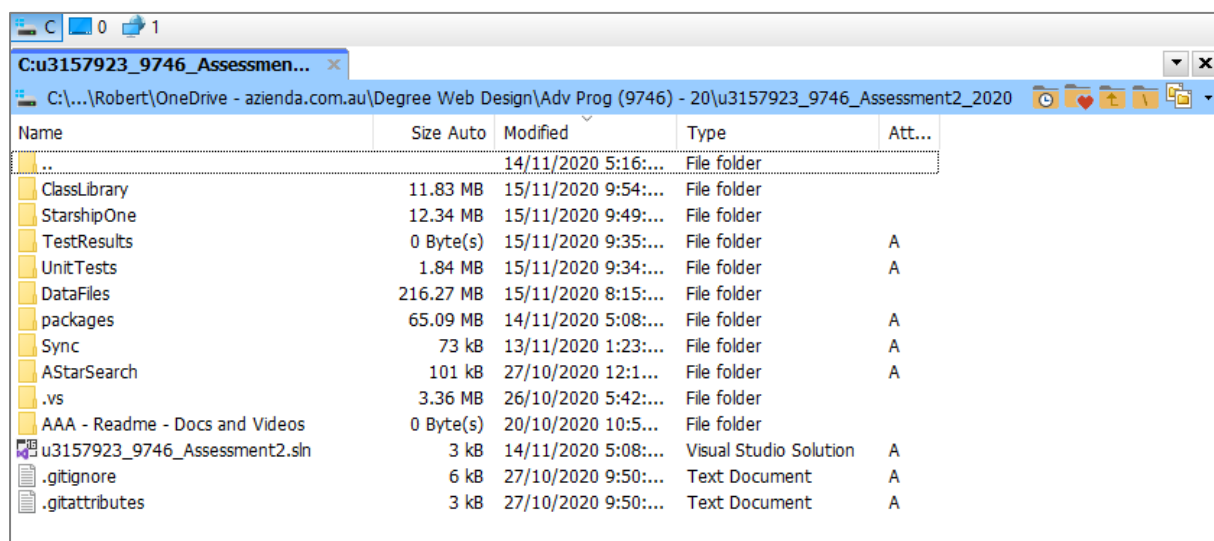 C 0 1
C:u3157923_9746_Assessmen...
C:\...\Robert\OneDrive - azienda.com.au\Degree Web Design\Adv Prog (9746) - 20\u3157923_9746_Assessment2_2020
Name Size Auto Modified Type Att...
.. 14/11/2020 5:16:... File folder
ClassLibrary 11.83 MB 15/11/2020 9:54:... File folder
StarshipOne 12.34 MB 15/11/2020 9:49:... File folder
TestResults 0 Byte(s) 15/11/2020 9:35:... File folder A
UnitTests 1.84 MB 15/11/2020 9:34:... File folder A
DataFiles 216.27 MB 15/11/2020 8:15:... File folder
packages 65.09 MB 14/11/2020 5:08:... File folder A
Sync 73 kB 13/11/2020 1:23:... File folder A
AStarSearch 101 kB 27/10/2020 12:1... File folder A
.vs 3.36 MB 26/10/2020 5:42:... File folder
AAA - Readme - Docs and Videos 0 Byte(s) 20/10/2020 10:5... File folder
u3157923_9746_Assessment2.sln 3 kB 14/11/2020 5:08:... Visual Studio Solution A
.gitignore 6 kB 27/10/2020 9:50:... Text Document A
.gitattributes 3 kB 27/10/2020 9:50:... Text Document A